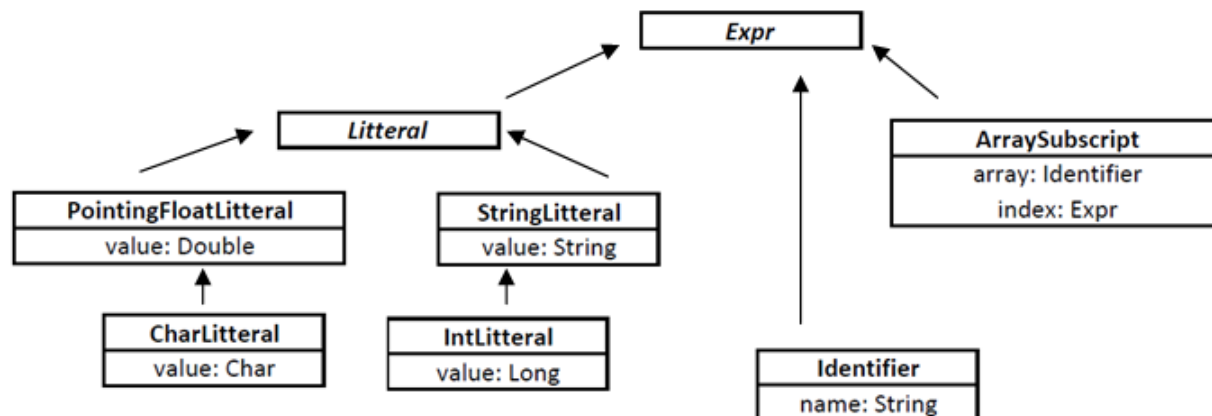 Expr
Litteral
ArraySubscript
array: Identifier
index: Expr
PointingFloatLitteral
value: Double
StringLitteral
value: String
CharLitteral
value: Char
IntLitteral
value: Long
Identifier
name: String